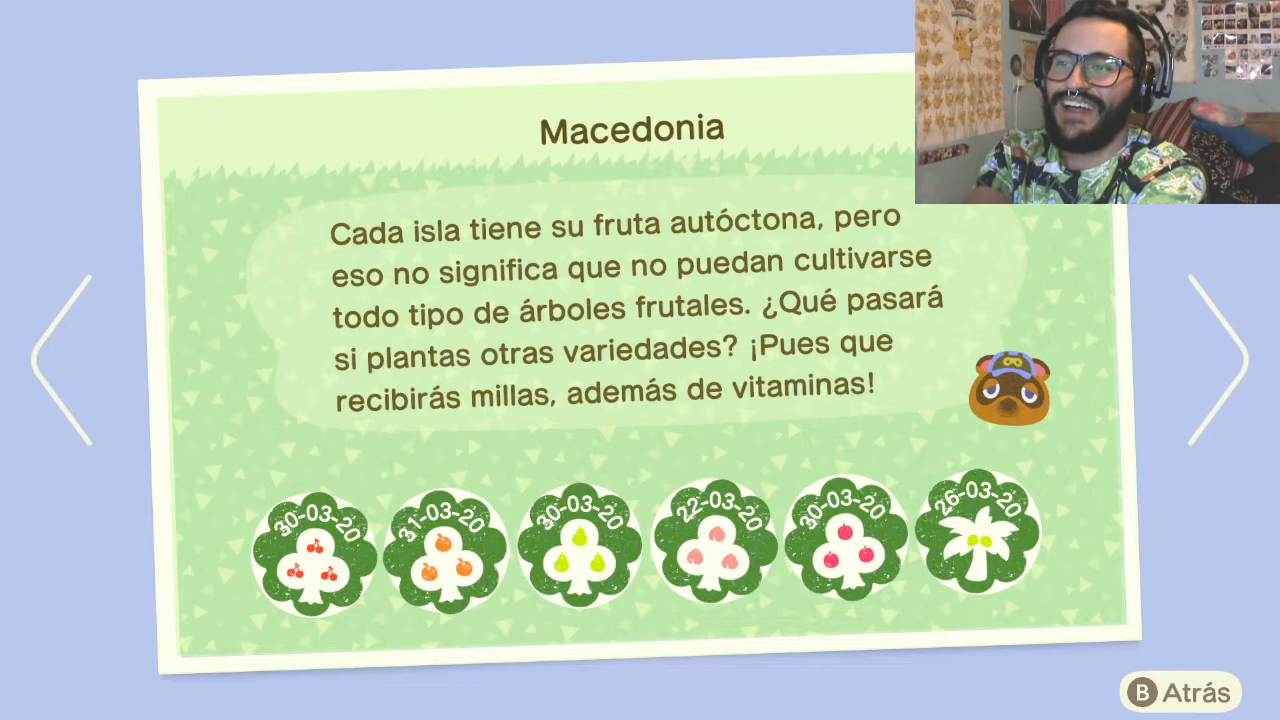 Macedonia
Cada isla tiene su fruta autóctona, pero
eso no significa que no puedan cultivarse
todo tipo de árboles frutales. ¿Qué pasará
si plantas otras variedades? ¡Pues que
recibirás millas, además de vitaminas!
30-03-20
31-03-20
30-03-20
22-03-20
30-03-20
26-03-20
B Atrás